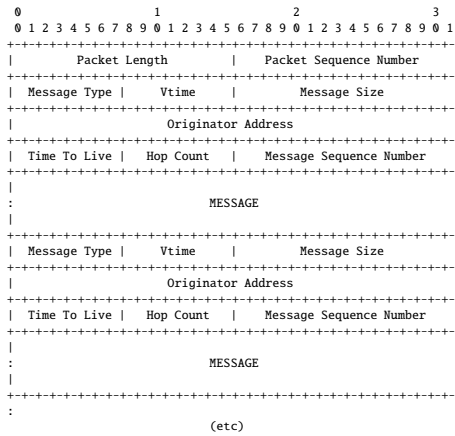 0                   1                   2                   3
0 1 2 3 4 5 6 7 8 9 0 1 2 3 4 5 6 7 8 9 0 1 2 3 4 5 6 7 8 9 0 1
+-+-+-+-+-+-+-+-+-+-+-+-+-+-+-+-+-+-+-+-+-+-+-+-+-+-+-+-+-+-+-+-
|         Packet Length         |    Packet Sequence Number
+-+-+-+-+-+-+-+-+-+-+-+-+-+-+-+-+-+-+-+-+-+-+-+-+-+-+-+-+-+-+-+-
|  Message Type |     Vtime     |         Message Size
+-+-+-+-+-+-+-+-+-+-+-+-+-+-+-+-+-+-+-+-+-+-+-+-+-+-+-+-+-+-+-+-
|                      Originator Address
+-+-+-+-+-+-+-+-+-+-+-+-+-+-+-+-+-+-+-+-+-+-+-+-+-+-+-+-+-+-+-+-
|  Time To Live |   Hop Count   |    Message Sequence Number
+-+-+-+-+-+-+-+-+-+-+-+-+-+-+-+-+-+-+-+-+-+-+-+-+-+-+-+-+-+-+-+-
|
:                            MESSAGE
|
+-+-+-+-+-+-+-+-+-+-+-+-+-+-+-+-+-+-+-+-+-+-+-+-+-+-+-+-+-+-+-+-
|  Message Type |     Vtime     |         Message Size
+-+-+-+-+-+-+-+-+-+-+-+-+-+-+-+-+-+-+-+-+-+-+-+-+-+-+-+-+-+-+-+-
|                      Originator Address
+-+-+-+-+-+-+-+-+-+-+-+-+-+-+-+-+-+-+-+-+-+-+-+-+-+-+-+-+-+-+-+-
|  Time To Live |   Hop Count   |    Message Sequence Number
+-+-+-+-+-+-+-+-+-+-+-+-+-+-+-+-+-+-+-+-+-+-+-+-+-+-+-+-+-+-+-+-
|
:                            MESSAGE
|
+-+-+-+-+-+-+-+-+-+-+-+-+-+-+-+-+-+-+-+-+-+-+-+-+-+-+-+-+-+-+-+-
:
(etc)